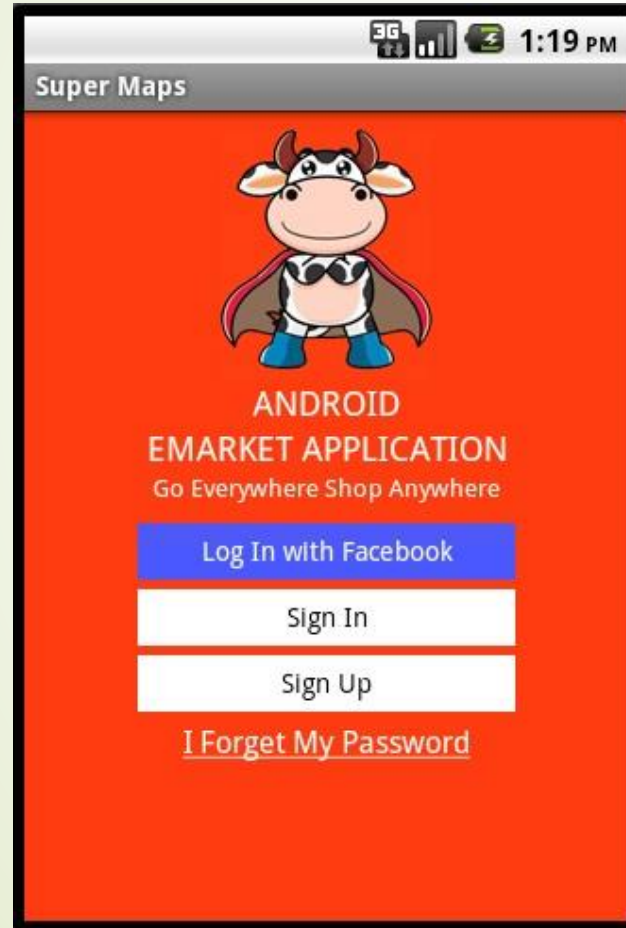 3G 1:19 PM
Super Maps
ANDROID
EMARKET APPLICATION
Go Everywhere Shop Anywhere
Log In with Facebook
Sign In
Sign Up
I Forget My Password